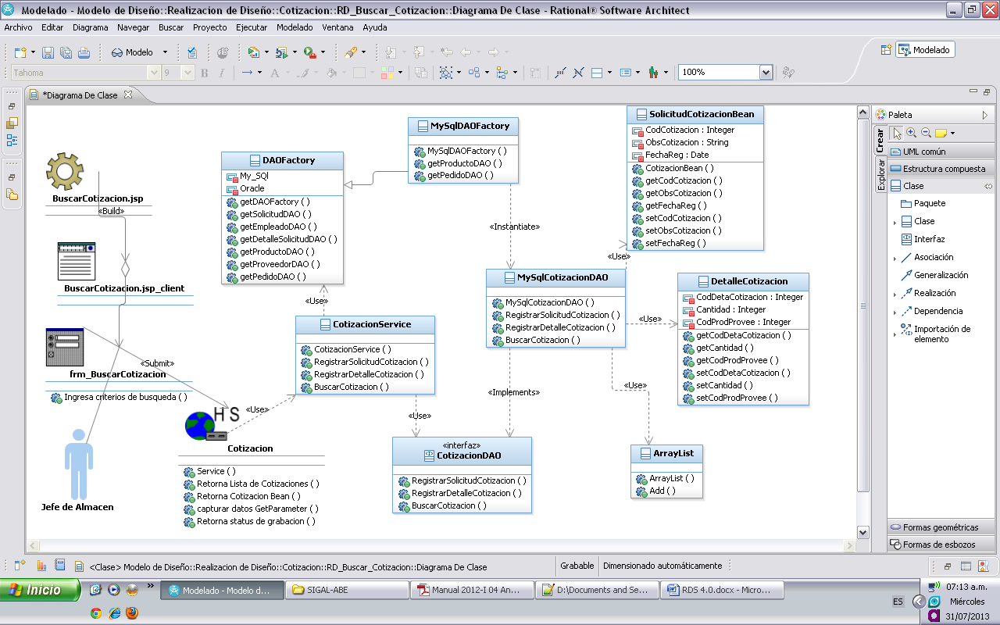 Modelado - Modelo de Diseño::Realizacion de Diseño::Cotizacion::RD_Buscar_Cotizacion::Diagrama De Clase - Rational® Software Architect
Archivo Editar Diagrama Navegar Buscar Proyecto Ejecutar Modelado Ventana Ayuda
Modelo
Modelado
Tahoma 9 B I A 100%
*Diagrama De Clase
BuscarCotizacion.jsp
«Build»
BuscarCotizacion.jsp_client
frm_BuscarCotizacion
Ingresa criterios de busqueda ( )
«Submit»
Jefe de Almacen
H S
Cotizacion
Service ( )
Retorna Lista de Cotizaciones ( )
Retorna Cotizacion Bean ( )
capturar datos GetParameter ( )
Retorna status de grabacion ( )
«Use»
DAOFactory
My_SQl
Oracle
getDAOFactory ( )
getSolicitudDAO ( )
getEmpleadoDAO ( )
getDetalleSolicitudDAO ( )
getProductoDAO ( )
getProveedorDAO ( )
getPedidoDAO ( )
«Use»
CotizacionService
CotizacionService ( )
RegistrarSolicitudCotizacion ( )
RegistrarDetalleCotizacion ( )
BuscarCotizacion ( )
«Use»
MySqlDAOFactory
MySqlDAOFactory ( )
getProductoDAO ( )
getPedidoDAO ( )
«Instantiate»
MySqlCotizacionDAO
MySqlCotizacionDAO ( )
RegistrarSolicitudCotizacion ( )
RegistrarDetalleCotizacion ( )
BuscarCotizacion ( )
«Implements»
«interfaz»
CotizacionDAO
RegistrarSolicitudCotizacion ( )
RegistrarDetalleCotizacion ( )
BuscarCotizacion ( )
SolicitudCotizacionBean
CodCotizacion : Integer
ObsCotizacion : String
FechaReg : Date
CotizacionBean ( )
getCodCotizacion ( )
getObsCotizacion ( )
getFechaReg ( )
setCodCotizacion ( )
setObsCotizacion ( )
setFechaReg ( )
«Use»
«Use»
DetalleCotizacion
CodDetaCotizacion : Integer
Cantidad : Integer
CodProdProvee : Integer
getCodDetaCotizacion ( )
getCantidad ( )
getCodProdProvee ( )
setCodDetaCotizacion ( )
setCantidad ( )
setCodProdProvee ( )
«Use»
ArrayList
ArrayList ( )
Add ( )
Paleta
Crear
Explorar
UML común
Estructura compuesta
Clase
Paquete
Clase
Interfaz
Asociación
Generalización
Realización
Dependencia
Importación de
elemento
Formas geométricas
Formas de esbozos
<Clase> Modelo de Diseño::Realizacion de Diseño::Cotizacion::RD_Buscar_Cotizacion::Diagrama De Clase
Grabable
Dimensionado automáticamente
Inicio
»
Modelado - Modelo d...
SIGAL-ABE
Manual 2012-I 04 An...
D:\Documents and Se...
RDS 4.0.docx - Micro...
ES
07:13 a.m.
Miércoles
31/07/2013